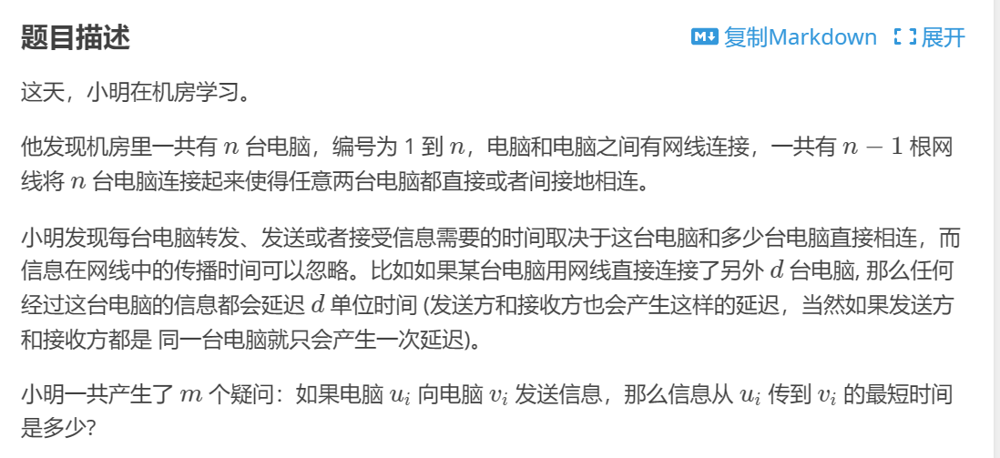 题目描述
复制Markdown 展开
这天，小明在机房学习。
他发现机房里一共有 n 台电脑，编号为 1 到 n，电脑和电脑之间有网线连接，一共有 n − 1 根网
线将 n 台电脑连接起来使得任意两台电脑都直接或者间接地相连。
小明发现每台电脑转发、发送或者接受信息需要的时间取决于这台电脑和多少台电脑直接相连，而
信息在网线中的传播时间可以忽略。比如如果某台电脑用网线直接连接了另外 d 台电脑, 那么任何
经过这台电脑的信息都会延迟 d 单位时间 (发送方和接收方也会产生这样的延迟，当然如果发送方
和接收方都是 同一台电脑就只会产生一次延迟)。
小明一共产生了 m 个疑问：如果电脑 uᵢ 向电脑 vᵢ 发送信息，那么信息从 uᵢ 传到 vᵢ 的最短时间
是多少?